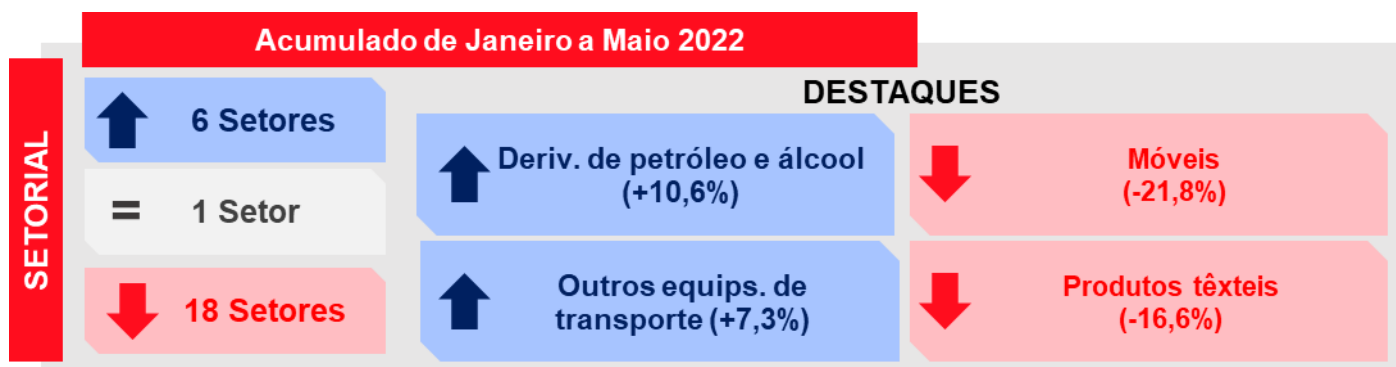 Acumulado de Janeiro a Maio 2022
SETORIAL
6 Setores
= 1 Setor
18 Setores
DESTAQUES
Deriv. de petróleo e álcool
(+10,6%)
Móveis
(-21,8%)
Outros equips. de
transporte (+7,3%)
Produtos têxteis
(-16,6%)